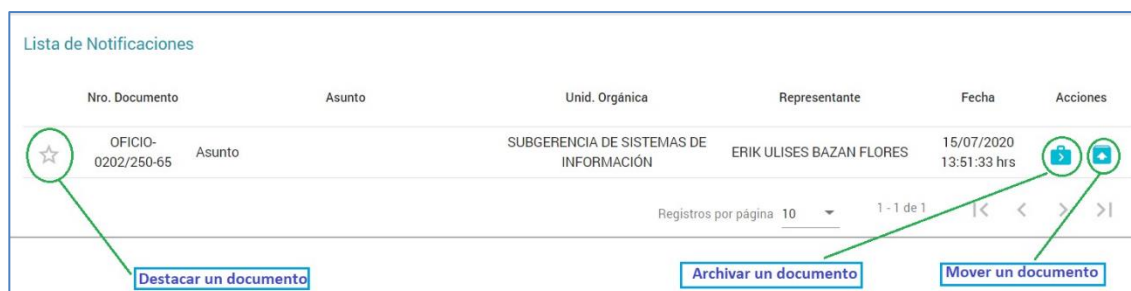 Lista de Notificaciones
Nro. Documento Asunto Unid. Orgánica Representante Fecha Acciones
OFICIO-
0202/250-65
Asunto
SUBGERENCIA DE SISTEMAS DE
INFORMACIÓN
ERIK ULISES BAZAN FLORES
15/07/2020
13:51:33 hrs
Registros por página 10 1 - 1 de 1
Destacar un documento Archivar un documento Mover un documento